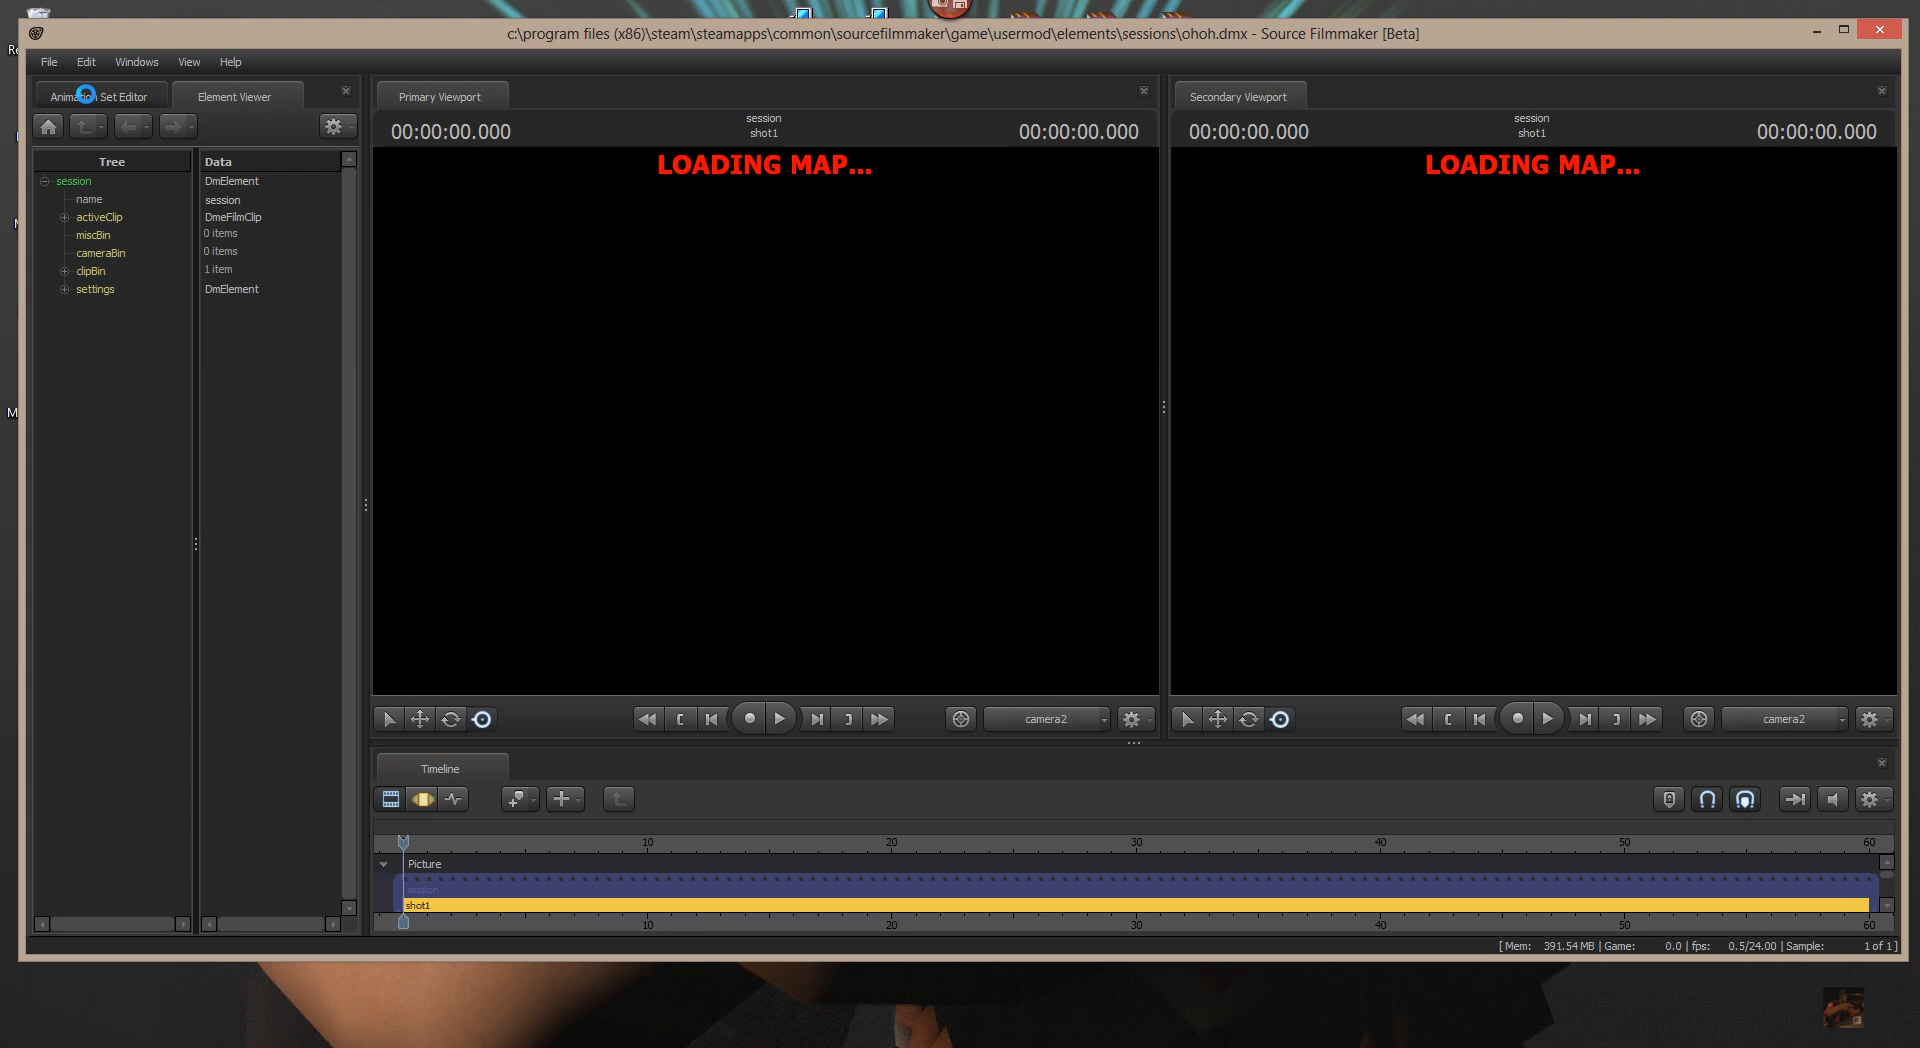 c:\program files (x86)\steam\steamapps\common\sourcefilmmaker\game\usermod\elements\sessions\ohoh.dmx - Source Filmmaker [Beta]
File Edit Windows View Help
Animation Set Editor Element Viewer
Primary Viewport
Secondary Viewport
00:00:00.000 session 00:00:00.000
shot1
00:00:00.000 session 00:00:00.000
shot1
LOADING MAP...
LOADING MAP...
Tree Data
session DmElement
name session
activeClip DmeFilmClip
miscBin 0 items
cameraBin 0 items
clipBin 1 item
settings DmElement
camera2
camera2
Timeline
10 20 30 40 50 60
Picture
session
shot1
10 20 30 40 50 60
[ Mem: 391.54 MB | Game: 0.0 | fps: 0.5/24.00 | Sample: 1 of 1 ]